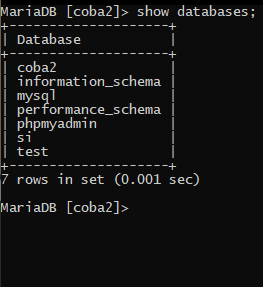 MariaDB [coba2]> show databases;
+--------------------+
| Database           |
+--------------------+
| coba2              |
| information_schema |
| mysql              |
| performance_schema |
| phpmyadmin         |
| si                 |
| test               |
+--------------------+
7 rows in set (0.001 sec)
MariaDB [coba2]>